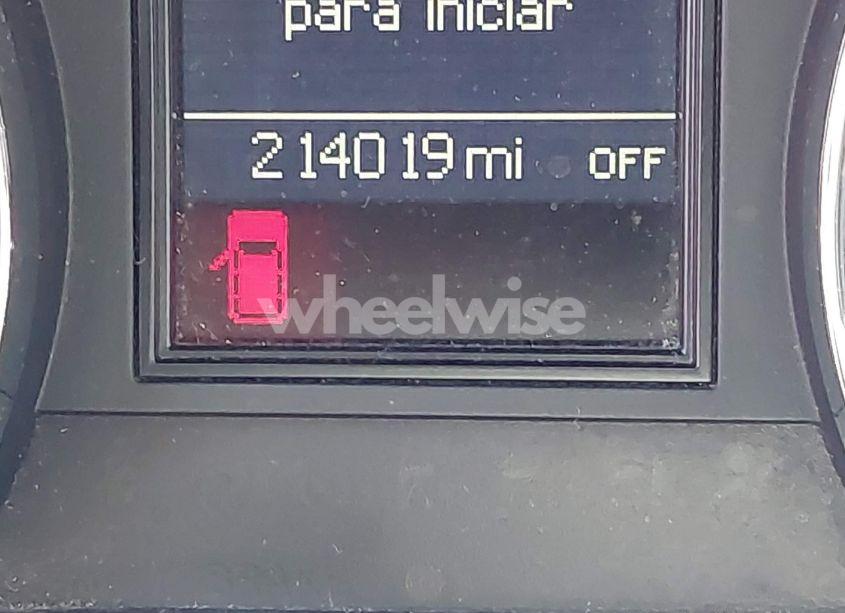 para iniciar
214019 mi OFF
wheelwise